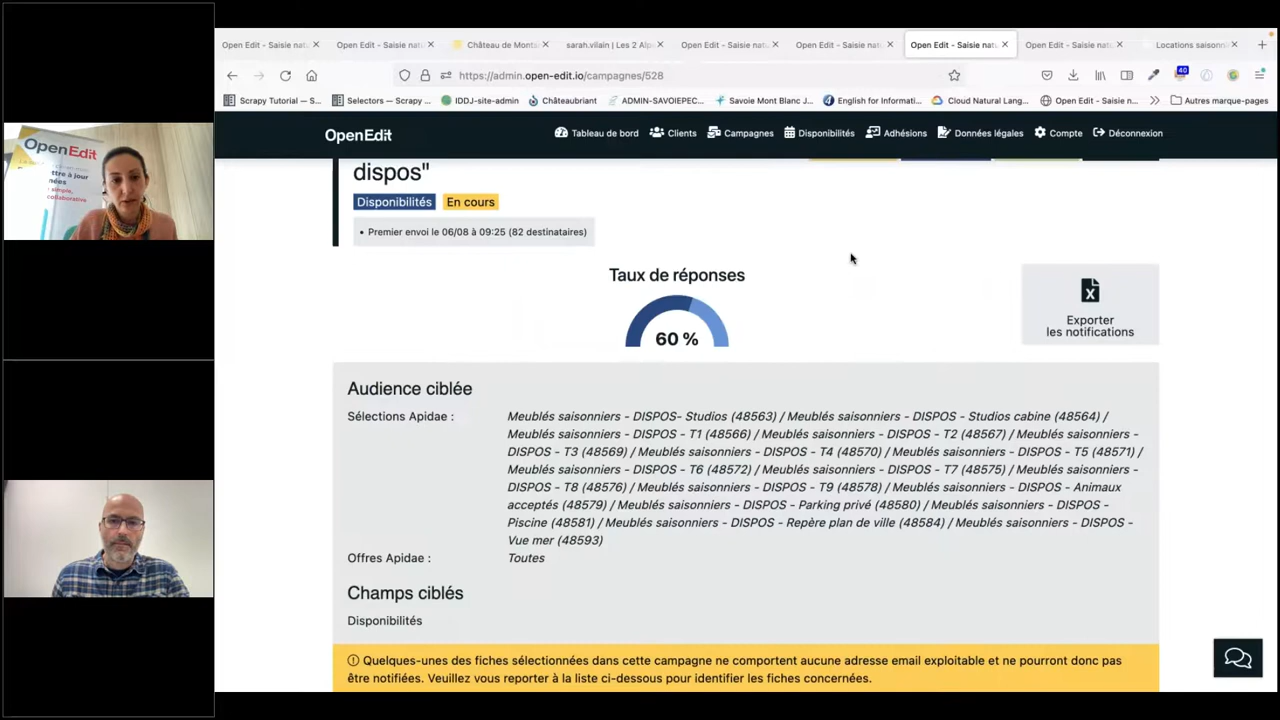 Open Edit - Saisie natu
Open Edit - Saisie natu
Château de Monts
sarah.vilain | Les 2 Alp
Open Edit - Saisie natu
Open Edit - Saisie natu
Open Edit - Saisie natu
Open Edit - Saisie natu
Locations saisonni
https://admin.open-edit.io/campagnes/528
40
Scrapy Tutorial — S...
Selectors — Scrapy ...
IDDJ-site-admin
Châteaubriant
ADMIN-SAVOIEPEC...
Savoie Mont Blanc J...
English for Informati...
Cloud Natural Lang...
Open Edit - Saisie n...
Autres marque-pages
OpenEdit
Tableau de bord
Clients
Campagnes
Disponibilités
Adhésions
Données légales
Compte
Déconnexion
OpenEdit
dispos"
Disponibilités
En cours
• Premier envoi le 06/08 à 09:25 (82 destinataires)
Taux de réponses
60 %
Exporter
les notifications
Audience ciblée
Sélections Apidae :
Meublés saisonniers - DISPOS- Studios (48563) / Meublés saisonniers - DISPOS - Studios cabine (48564) /
Meublés saisonniers - DISPOS - T1 (48566) / Meublés saisonniers - DISPOS - T2 (48567) / Meublés saisonniers -
DISPOS - T3 (48569) / Meublés saisonniers - DISPOS - T4 (48570) / Meublés saisonniers - DISPOS - T5 (48571) /
Meublés saisonniers - DISPOS - T6 (48572) / Meublés saisonniers - DISPOS - T7 (48575) / Meublés saisonniers -
DISPOS - T8 (48576) / Meublés saisonniers - DISPOS - T9 (48578) / Meublés saisonniers - DISPOS - Animaux
acceptés (48579) / Meublés saisonniers - DISPOS - Parking privé (48580) / Meublés saisonniers - DISPOS -
Piscine (48581) / Meublés saisonniers - DISPOS - Repère plan de ville (48584) / Meublés saisonniers - DISPOS -
Vue mer (48593)
Offres Apidae :
Toutes
Champs ciblés
Disponibilités
Quelques-unes des fiches sélectionnées dans cette campagne ne comportent aucune adresse email exploitable et ne pourront donc pas
être notifiées. Veuillez vous reporter à la liste ci-dessous pour identifier les fiches concernées.